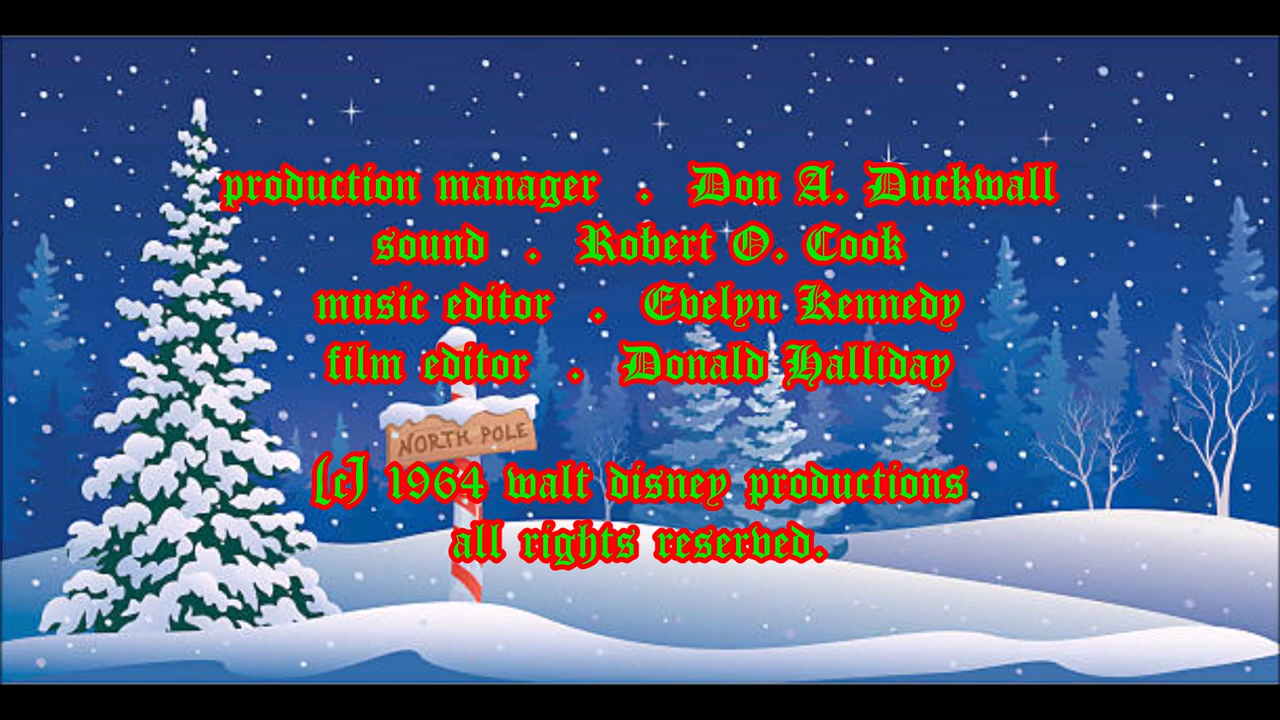 production manager . Don A. Duckwall
sound . Robert O. Cook
music editor . Evelyn Kennedy
film editor . Donald Halliday
NORTH POLE
(c) 1964 walt disney productions
all rights reserved.